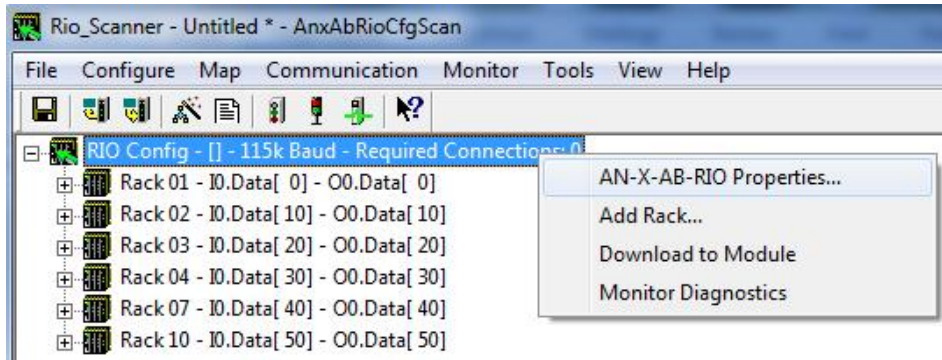 Rio_Scanner - Untitled * - AnxAbRioCfgScan
File Configure Map Communication Monitor Tools View Help
RIO Config - [] - 115k Baud - Required Connections: 0
AN-X-AB-RIO Properties...
Rack 01 - I0.Data[ 0] - O0.Data[ 0]
Add Rack...
Rack 02 - I0.Data[ 10] - O0.Data[ 10]
Download to Module
Rack 03 - I0.Data[ 20] - O0.Data[ 20]
Monitor Diagnostics
Rack 04 - I0.Data[ 30] - O0.Data[ 30]
Rack 07 - I0.Data[ 40] - O0.Data[ 40]
Rack 10 - I0.Data[ 50] - O0.Data[ 50]